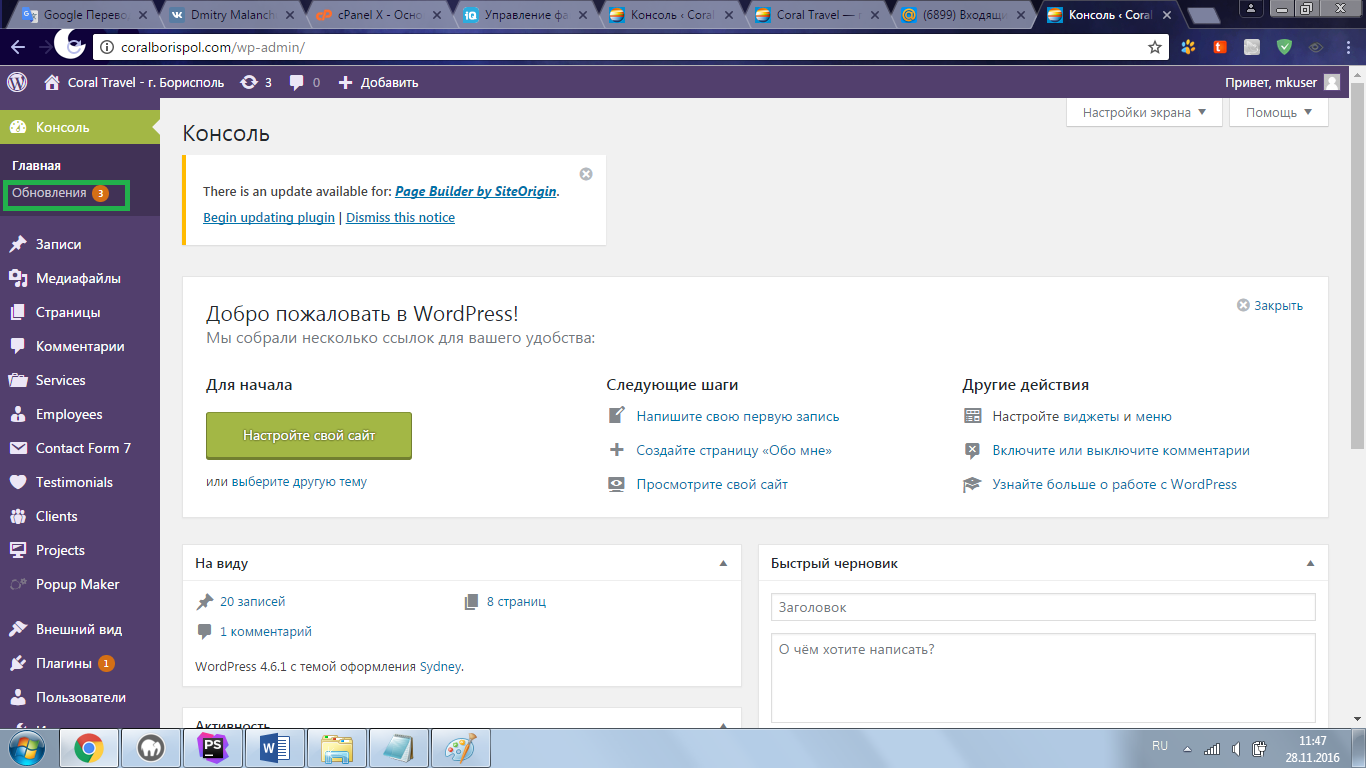 Google Перевод
Dmitry Malanch
cPanel X - Осно
Управление фа
Консоль ‹ Coral
Coral Travel — г
(6899) Входящи
Консоль ‹ Coral
coralborispol.com/wp-admin/
Coral Travel - г. Борисполь 3 0 Добавить
Привет, mkuser
Консоль
Главная
Обновления 3
Записи
Медиафайлы
Страницы
Комментарии
Services
Employees
Contact Form 7
Testimonials
Clients
Projects
Popup Maker
Внешний вид
Плагины 1
Пользователи
Настройки экрана
Помощь
Консоль
There is an update available for: Page Builder by SiteOrigin.
Begin updating plugin | Dismiss this notice
Добро пожаловать в WordPress!
Закрыть
Мы собрали несколько ссылок для вашего удобства:
Для начала
Настройте свой сайт
или выберите другую тему
Следующие шаги
Напишите свою первую запись
Создайте страницу «Обо мне»
Просмотрите свой сайт
Другие действия
Настройте виджеты и меню
Включите или выключите комментарии
Узнайте больше о работе с WordPress
На виду
20 записей
8 страниц
1 комментарий
WordPress 4.6.1 с темой оформления Sydney.
Активность
Быстрый черновик
Заголовок
О чём хотите написать?
RU
11:47
28.11.2016